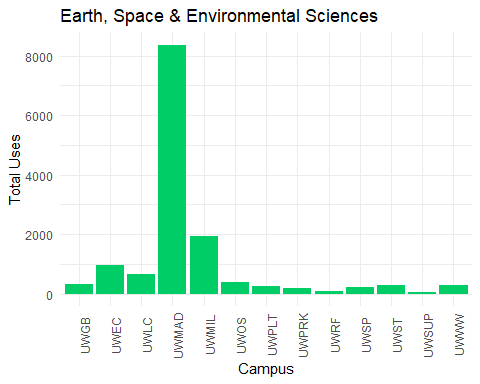 Earth, Space & Environmental Sciences
Total Uses
8000
6000
4000
2000
0
UWGB
UWEC
UWLC
UWMAD
UWMIL
UWOS
UWPLT
UWPRK
UWRF
UWSP
UWST
UWSUP
UWWW
Campus